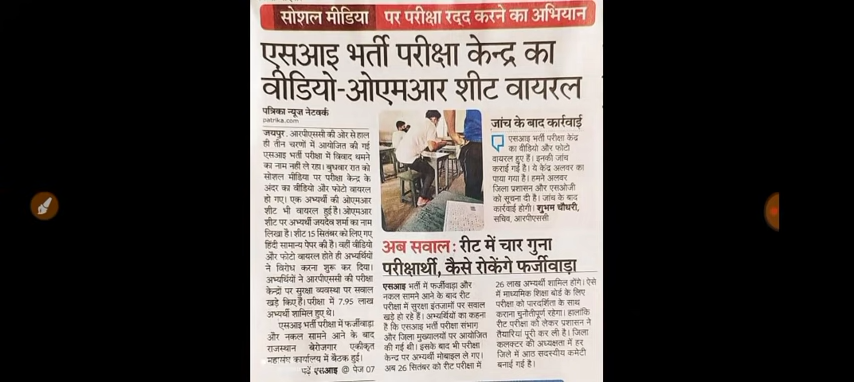 सोशल मीडिया पर परीक्षा रदद करने का अभियान
एसआइ भर्ती परीक्षा केन्द्र का
वीडियो-ओएमआर शीट वायरल
पत्रिका न्यूज नेटवर्क
patrika.com
जयपुर. आरपीएससी की ओर से हाल
ही तीन चरणों में आयोजित की गई
एसआइ भर्ती परीक्षा में विवाद थमने
का नाम नहीं ले रहा। बुधवार रात को
सोशल मीडिया पर परीक्षा केन्द्र के
अंदर का वीडियो और फोटो वायरल
हो गए। एक अभ्यर्थी की ओएमआर
शीट भी वायरल हुई है। ओएमआर
शीट पर अभ्यर्थी जयदेव शर्मा का नाम
लिखा है। शीट 15 सितंबर को लिए गए
हिंदी सामान्य पेपर की है। वहीं वीडियो
और फोटो वायरल होते ही अभ्यर्थियों
ने विरोध करना शुरू कर दिया।
अभ्यर्थियों ने आरपीएससी की परीक्षा
केन्द्रों पर सुरक्षा व्यवस्था पर सवाल
खड़े किए हैं। परीक्षा में 7.95 लाख
अभ्यर्थी शामिल हुए थे।
एसआइ भर्ती परीक्षा में फर्जीवाड़ा
और नकल सामने आने के बाद
राजस्थान बेरोजगार एकीकृत
महासंघ कार्यालय में बैठक हुई।
पढ़ें एसआइ @ पेज 07
जांच के बाद कार्रवाई
एसआइ भर्ती परीक्षा केंद्र
का वीडियो और फोटो
वायरल हुए हैं। इनकी जांच
कराई गई है। ये केंद्र अलवर का
पाया गया है। हमने अलवर
जिला प्रशासन और एसओजी
को सूचना दी है। जांच के बाद
कार्रवाई होगी। शुभम चौधरी,
सचिव, आरपीएससी
अब सवाल: रीट में चार गुना
परीक्षार्थी, कैसे रोकेंगे फर्जीवाड़ा
एसआइ भर्ती में फर्जीवाड़ा और
नकल सामने आने के बाद रीट
परीक्षा में सुरक्षा इंतजामों पर सवाल
खड़े हो रहे हैं। अभ्यर्थियों का कहना
है कि एसआइ भर्ती परीक्षा संभाग
और जिला मुख्यालयों पर आयोजित
की गई थी। इसके बाद भी परीक्षा
केन्द्र पर अभ्यर्थी मोबाइल ले गए।
अब 26 सितंबर को रीट परीक्षा में
26 लाख अभ्यर्थी शामिल होंगे। ऐसे
में माध्यमिक शिक्षा बोर्ड के लिए
परीक्षा को पारदर्शिता के साथ
कराना चुनौतीपूर्ण रहेगा। हालांकि
रीट परीक्षा को लेकर प्रशासन ने
तैयारियां पूरी कर ली है। जिला
कलक्टर की अध्यक्षता में हर
जिले में आठ सदस्यीय कमेटी
बनाई गई है।